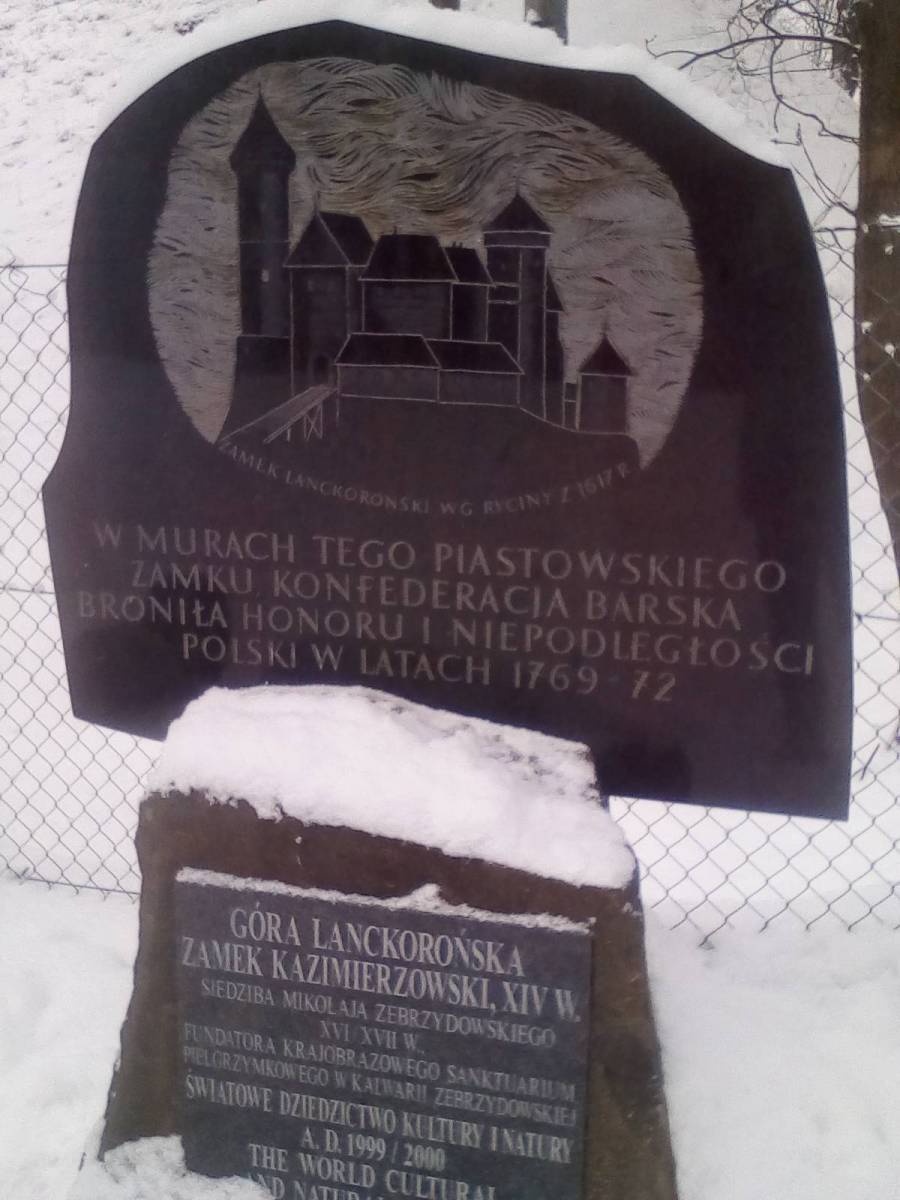 ZAMEK LANCKOROŃSKI WG RYCINY Z 1617 R.
W MURACH TEGO PIASTOWSKIEGO
ZAMKU KONFEDERACJA BARSKA
BRONIŁA HONORU I NIEPODLEGŁOŚCI
POLSKI W LATACH 1769-72
GÓRA LANCKOROŃSKA
ZAMEK KAZIMIERZOWSKI, XIV W.
SIEDZIBA MIKOŁAJA ZEBRZYDOWSKIEGO
XVI XVII W.
FUNDATORA KRAJOBRAZOWEGO SANKTUARIUM
PIELGRZYMKOWEGO W KALWARII ZEBRZYDOWSKIEJ
ŚWIATOWE DZIEDZICTWO KULTURY I NATURY
A. D. 1999 / 2000
THE WORLD CULTURAL
AND NATURAL